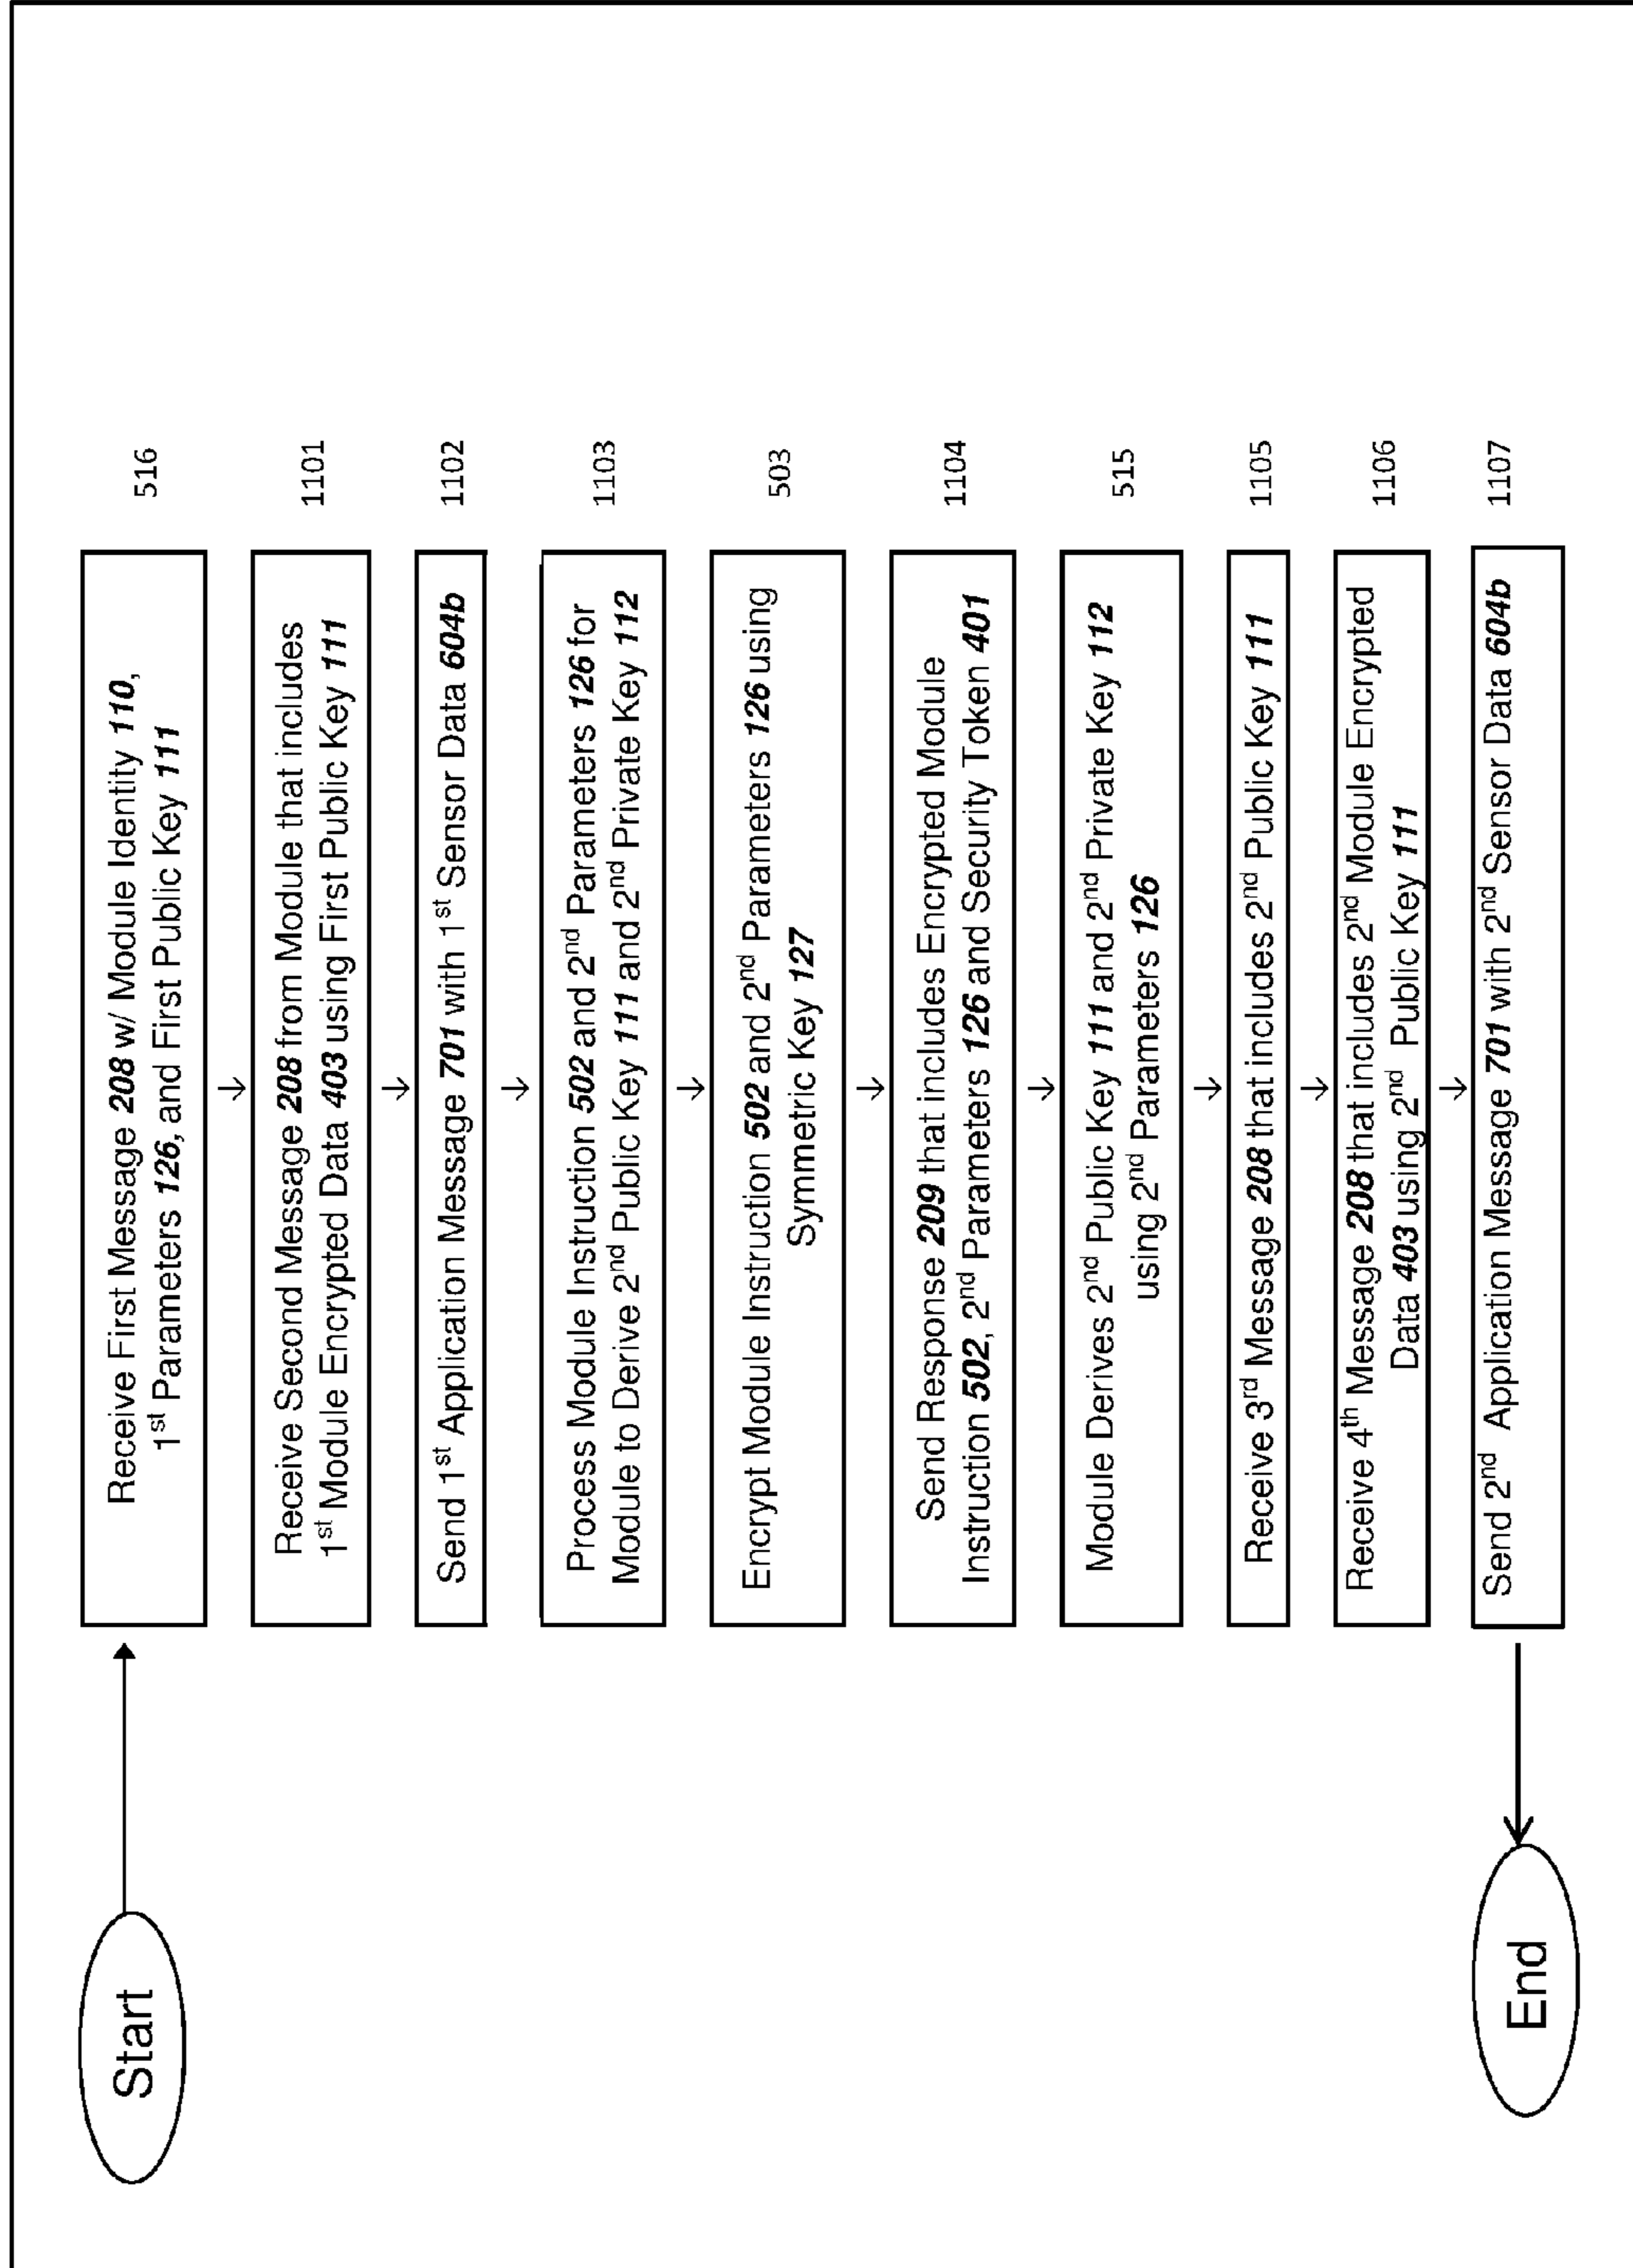 Start
Receive First Message 208 w/ Module Identity 110,
1st Parameters 126, and First Public Key 111
516
↓
Receive Second Message 208 from Module that includes
1st Module Encrypted Data 403 using First Public Key 111
1101
↓
Send 1st Application Message 701 with 1st Sensor Data 604b
1102
↓
Process Module Instruction 502 and 2nd Parameters 126 for
Module to Derive 2nd Public Key 111 and 2nd Private Key 112
1103
↓
Encrypt Module Instruction 502 and 2nd Parameters 126 using
Symmetric Key 127
503
↓
Send Response 209 that includes Encrypted Module
Instruction 502, 2nd Parameters 126 and Security Token 401
1104
↓
Module Derives 2nd Public Key 111 and 2nd Private Key 112
using 2nd Parameters 126
515
↓
Receive 3rd Message 208 that includes 2nd Public Key 111
1105
↓
Receive 4th Message 208 that includes 2nd Module Encrypted
Data 403 using 2nd Public Key 111
1106
↓
Send 2nd Application Message 701 with 2nd Sensor Data 604b
1107
End